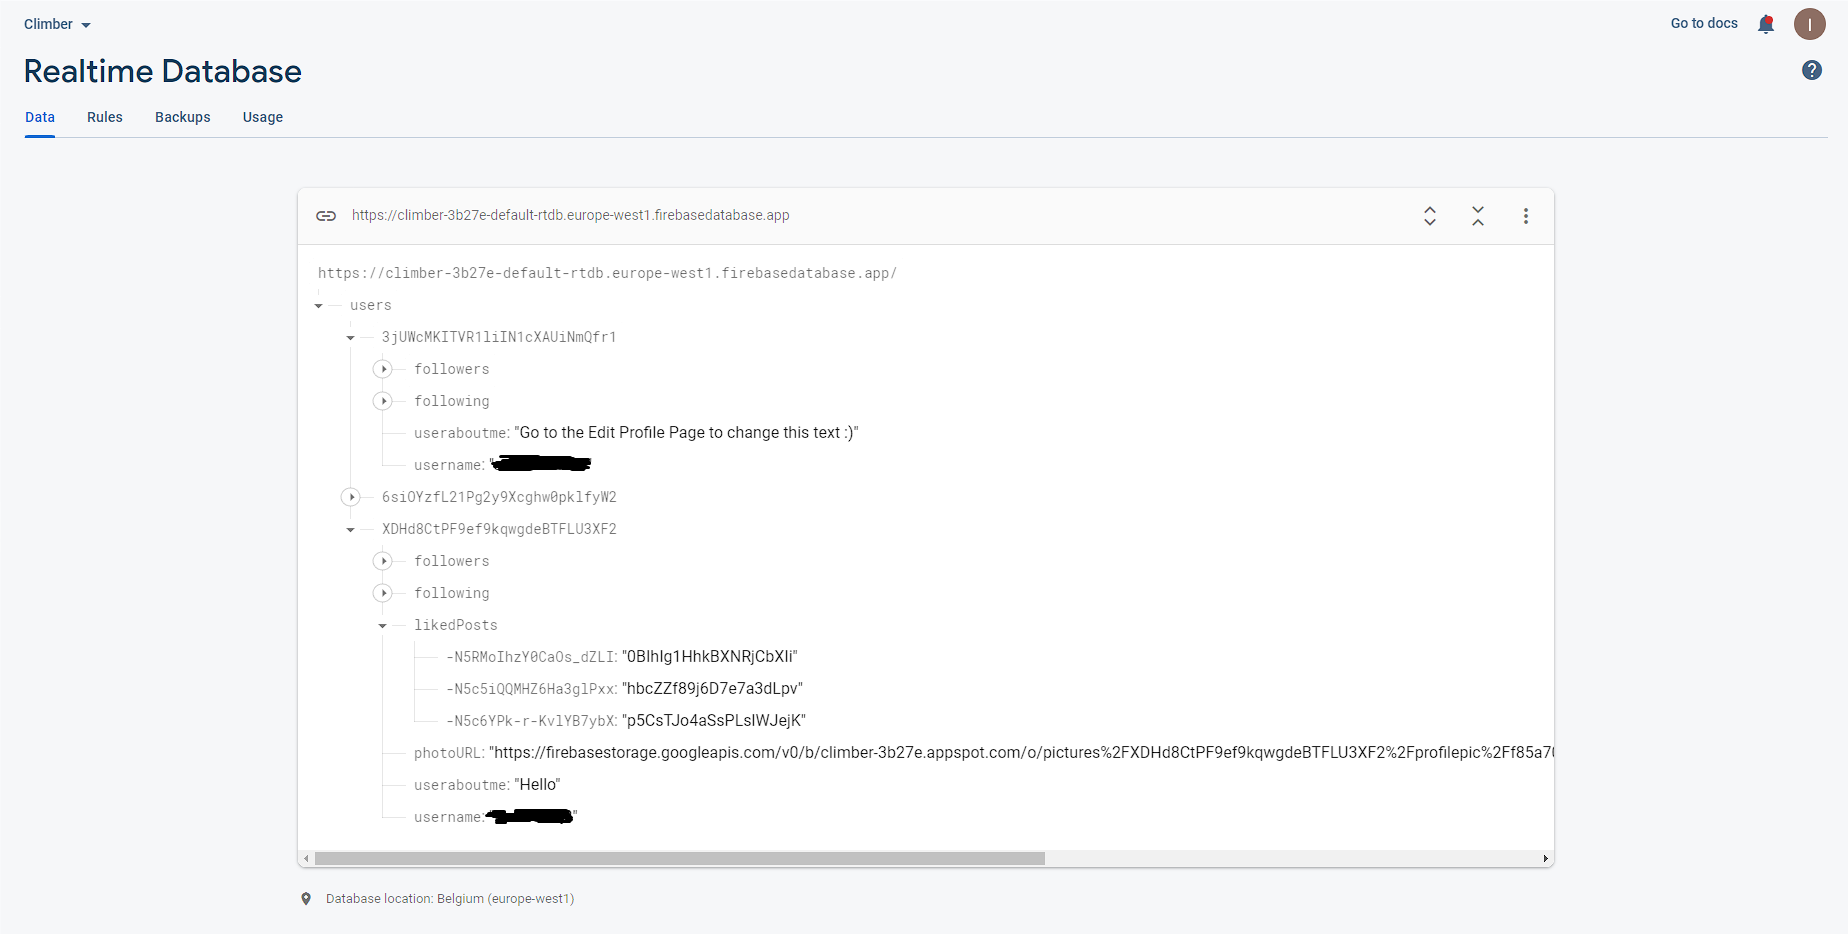 Climber
Go to docs
I
Realtime Database
?
Data Rules Backups Usage
https://climber-3b27e-default-rtdb.europe-west1.firebasedatabase.app
https://climber-3b27e-default-rtdb.europe-west1.firebasedatabase.app/
users
3jUWcMKITVR1liIN1cXAUiNmQfr1
followers
following
useraboutme: "Go to the Edit Profile Page to change this text :)"
username: "
6siOYzfL21Pg2y9Xcghw0pklfyW2
XDHd8CtPF9ef9kqwgdeBTFLU3XF2
followers
following
likedPosts
-N5RMoIhzY0CaOs_dZLI: "0BIhIg1HhkBXNRjCbXIi"
-N5c5iQQMHZ6Ha3glPxx: "hbcZZf89j6D7e7a3dLpv"
-N5c6YPk-r-KvlYB7ybX: "p5CsTJo4aSsPLsIWJejK"
photoURL: "https://firebasestorage.googleapis.com/v0/b/climber-3b27e.appspot.com/o/pictures%2FXDHd8CtPF9ef9kqwgdeBTFLU3XF2%2Fprofilepic%2Ff85a7
useraboutme: "Hello"
username: "
Database location: Belgium (europe-west1)